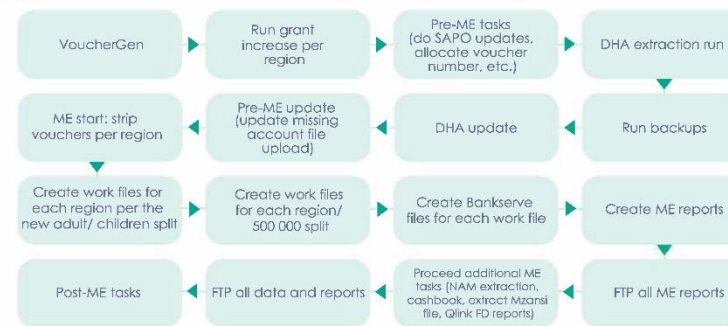 VoucherGen
Run grant
increase per
region
Pre-ME tasks
(do SAPO updates,
allocate voucher
number, etc.)
DHA extraction run
Run backups
DHA update
Pre-ME update
(update missing
account file
upload)
ME start: strip
vouchers per region
Create work files for
each region per the
new adult/ children split
Create work files
for each region/
500 000 split
Create Bankserve
files for each work file
Create ME reports
FTP all ME reports
Proceed additional ME
tasks (NAM extraction,
cashbook, extract Mzansi
file, Qlink FD reports)
FTP all data and reports
Post-ME tasks